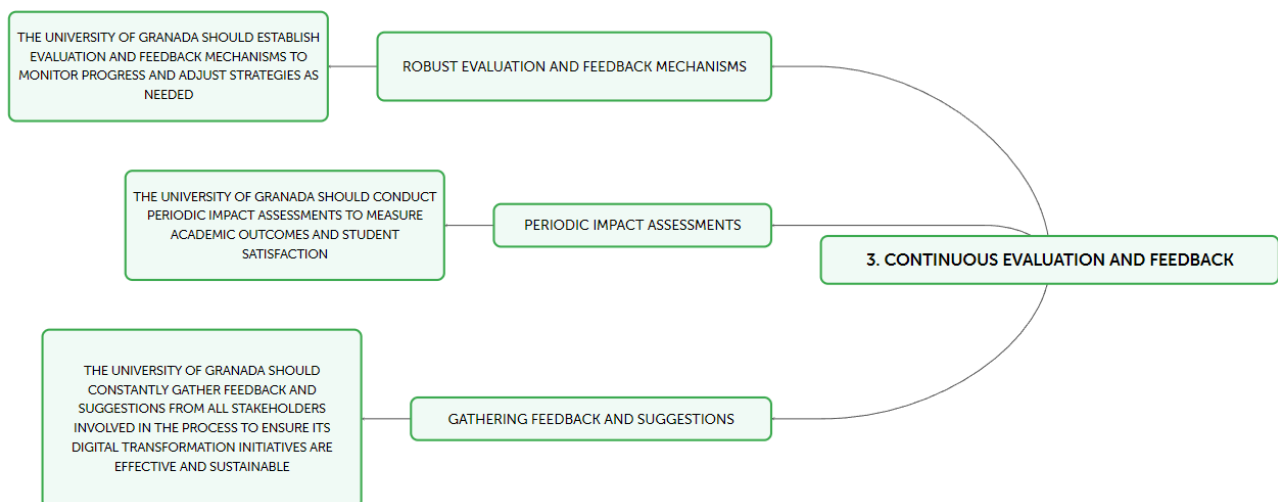 THE UNIVERSITY OF GRANADA SHOULD ESTABLISH
EVALUATION AND FEEDBACK MECHANISMS TO
MONITOR PROGRESS AND ADJUST STRATEGIES AS
NEEDED
ROBUST EVALUATION AND FEEDBACK MECHANISMS
THE UNIVERSITY OF GRANADA SHOULD CONDUCT
PERIODIC IMPACT ASSESSMENTS TO MEASURE
ACADEMIC OUTCOMES AND STUDENT
SATISFACTION
PERIODIC IMPACT ASSESSMENTS
3. CONTINUOUS EVALUATION AND FEEDBACK
THE UNIVERSITY OF GRANADA SHOULD
CONSTANTLY GATHER FEEDBACK AND
SUGGESTIONS FROM ALL STAKEHOLDERS
INVOLVED IN THE PROCESS TO ENSURE ITS
DIGITAL TRANSFORMATION INITIATIVES ARE
EFFECTIVE AND SUSTAINABLE
GATHERING FEEDBACK AND SUGGESTIONS